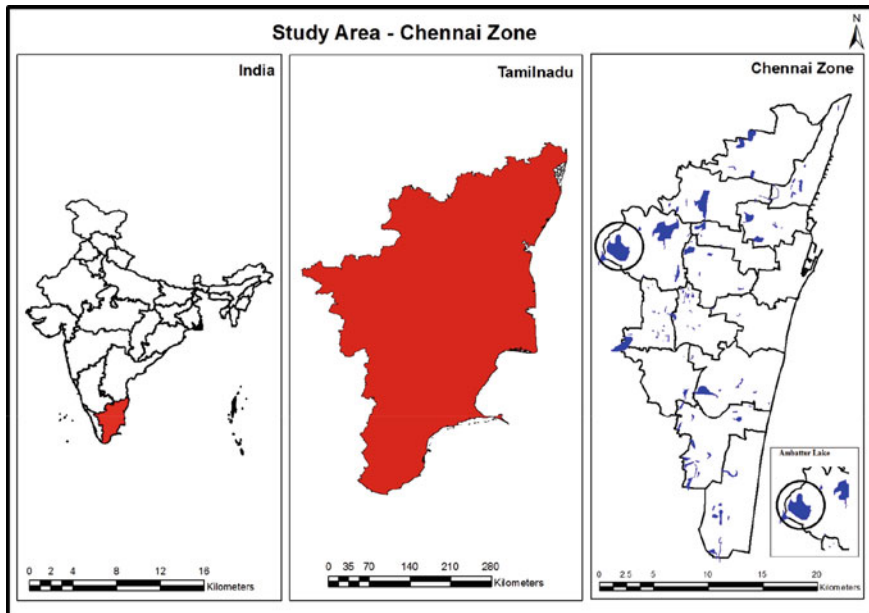 Study Area - Chennai Zone
N
India
0 2 4 8 12 16
Kilometers
Tamilnadu
0 35 70 140 210 280
Kilometers
Chennai Zone
Ambattur Lake
0 2.5 5 10 15 20
Kilometers